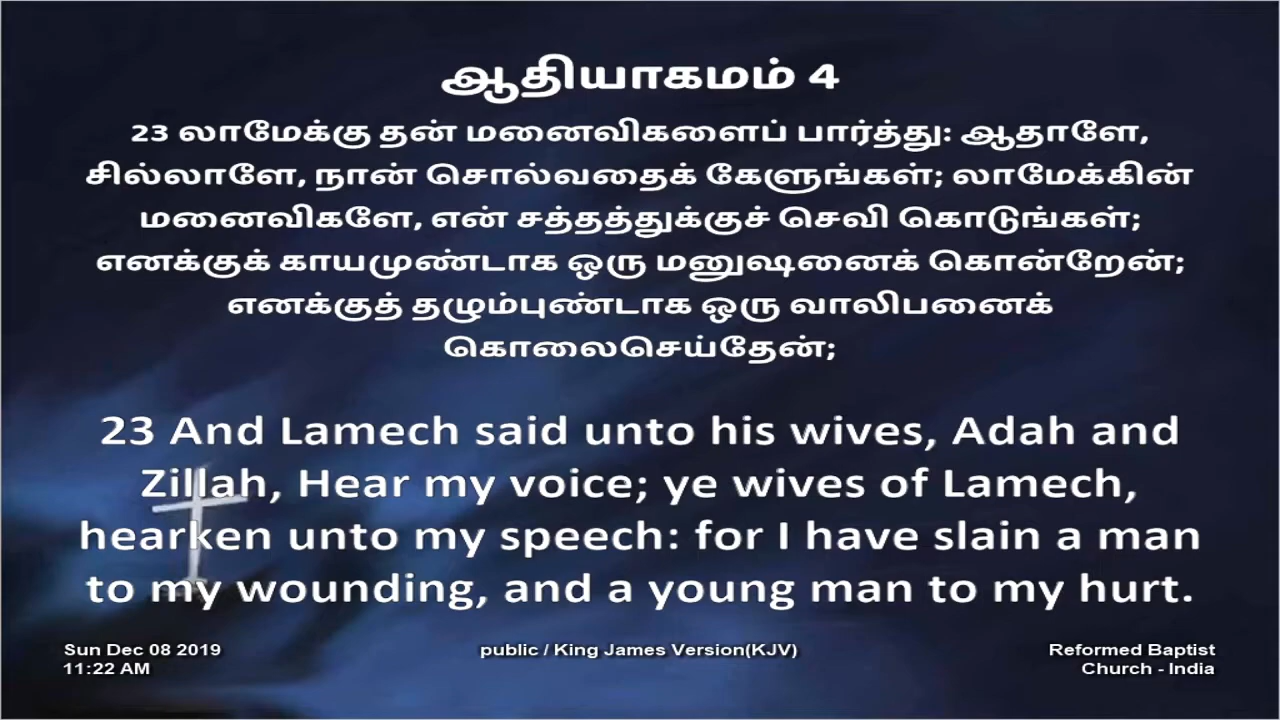 ஆதியாகமம் 4
23 லாமேக்கு தன் மனைவிகளைப் பார்த்து: ஆதாளே,
சில்லாளே, நான் சொல்வதைக் கேளுங்கள்; லாமேக்கின்
மனைவிகளே, என் சத்தத்துக்குச் செவி கொடுங்கள்;
எனக்குக் காயமுண்டாக ஒரு மனுஷனைக் கொன்றேன்;
எனக்குத் தழும்புண்டாக ஒரு வாலிபனைக்
கொலைசெய்தேன்;
23 And Lamech said unto his wives, Adah and
Zillah, Hear my voice; ye wives of Lamech,
hearken unto my speech: for I have slain a man
to my wounding, and a young man to my hurt.
Sun Dec 08 2019
11:22 AM
public / King James Version(KJV)
Reformed Baptist
Church - India